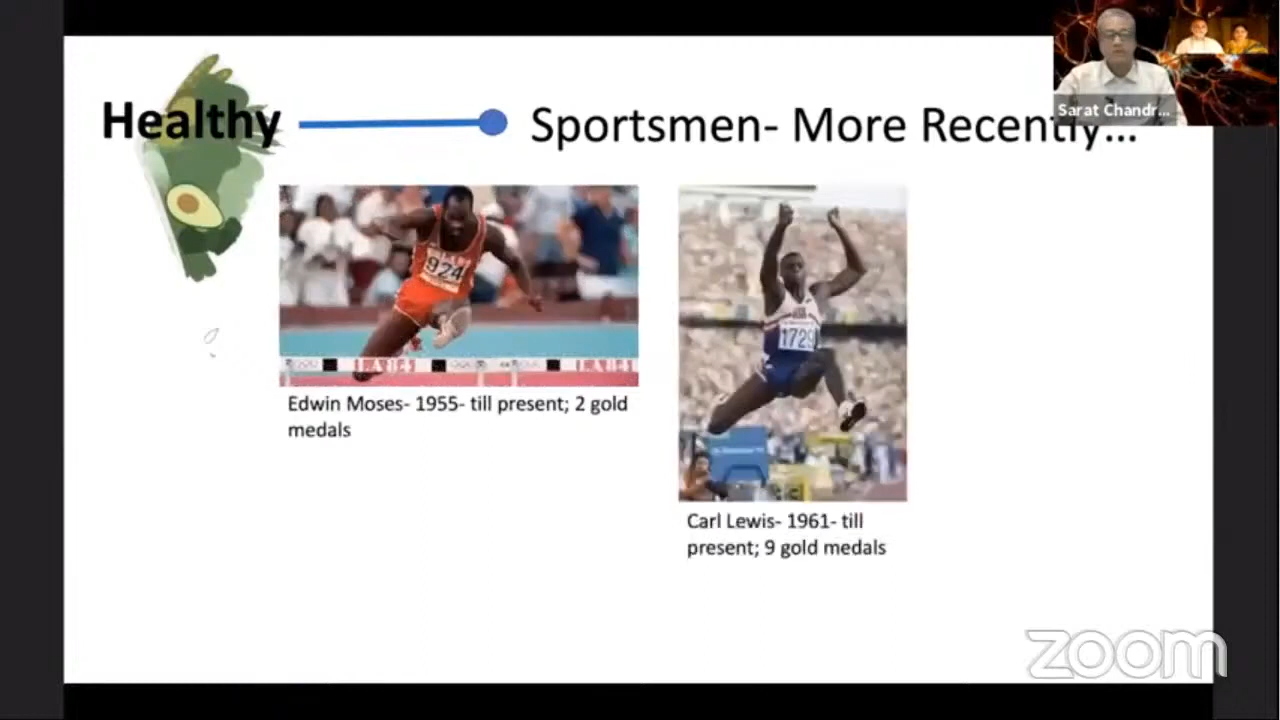 Sarat Chandr...
Healthy
Sportsmen- More Recently...
924
1729
Edwin Moses- 1955- till present; 2 gold
medals
Carl Lewis- 1961- till
present; 9 gold medals
zoom